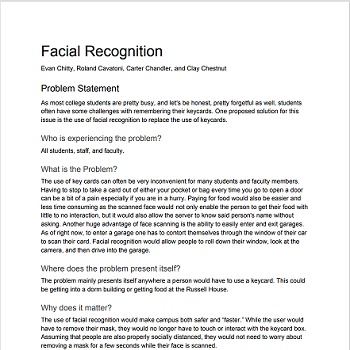 Facial Recognition
Evan Chitty, Roland Cavatoni, Carter Chandler, and Clay Chestnut
Problem Statement
As most college students are pretty busy, and let's be honest, pretty forgetful as well, students
often have some challenges with remembering their keycards. One proposed solution for this
issue is the use of facial recognition to replace the use of keycards.
Who is experiencing the problem?
All students, staff, and faculty.
What is the Problem?
The use of key cards can often be very inconvenient for many students and faculty members.
Having to stop to take a card out of either your pocket or bag every time you go to open a door
can be a bit of a pain especially if you are in a hurry. Paying for food would also be easier and
less time consuming as the scanned face would not only enable the person to get their food with
little to no interaction, but it would also allow the server to know said person's name without
asking. Another huge advantage of face scanning is the ability to easily enter and exit garages.
As of right now, to enter a garage one has to contort themselves through the window of their car
to scan their card. Facial recognition would allow people to roll down their window, look at the
camera, and then drive into the garage.
Where does the problem present itself?
The problem mainly presents itself anywhere a person would have to use a keycard. This could be
getting into a dorm building or getting food at the Russell House.
Why does it matter?
The use of facial recognition would make campus both safer and "faster." While the user would
have to remove their mask, they would no longer have to touch or interact with the keycard box.
Assuming that people are also properly socially distanced, they would not need to worry about
removing a mask for a few seconds while their face is scanned.